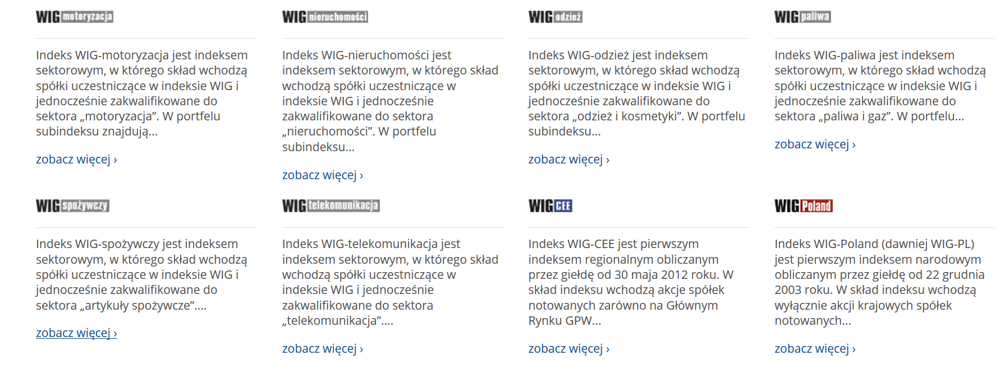 WIG motoryzacja
Indeks WIG-motoryzacja jest indeksem
sektorowym, w którego skład wchodzą
spółki uczestniczące w indeksie WIG i
jednocześnie zakwalifikowane do
sektora „motoryzacja”. W portfelu
subindeksu znajdują...
zobacz więcej ›
WIG nieruchomości
Indeks WIG-nieruchomości jest
indeksem sektorowym, w którego skład
wchodzą spółki uczestniczące w
indeksie WIG i jednocześnie
zakwalifikowane do sektora
„nieruchomości”. W portfelu
subindeksu...
zobacz więcej ›
WIG odzież
Indeks WIG-odzież jest indeksem
sektorowym, w którego skład wchodzą
spółki uczestniczące w indeksie WIG i
jednocześnie zakwalifikowane do
sektora „odzież i kosmetyki”. W portfelu
subindeksu...
zobacz więcej ›
WIG paliwa
Indeks WIG-paliwa jest indeksem
sektorowym, w którego skład wchodzą
spółki uczestniczące w indeksie WIG i
jednocześnie zakwalifikowane do
sektora „paliwa i gaz”. W portfelu...
zobacz więcej ›
WIG spożywczy
Indeks WIG-spożywczy jest indeksem
sektorowym, w którego skład wchodzą
spółki uczestniczące w indeksie WIG i
jednocześnie zakwalifikowane do
sektora „artykuły spożywcze”....
zobacz więcej ›
WIG telekomunikacja
Indeks WIG-telekomunikacja jest
indeksem sektorowym, w którego skład
wchodzą spółki uczestniczące w
indeksie WIG i jednocześnie
zakwalifikowane do sektora
„telekomunikacja”....
zobacz więcej ›
WIG CEE
Indeks WIG-CEE jest pierwszym
indeksem regionalnym obliczanym
przez giełdę od 30 maja 2012 roku. W
skład indeksu wchodzą akcje spółek
notowanych zarówno na Głównym
Rynku GPW...
zobacz więcej ›
WIG Poland
Indeks WIG-Poland (dawniej WIG-PL)
jest pierwszym indeksem narodowym
obliczanym przez giełdę od 22 grudnia
2003 roku. W skład indeksu wchodzą
wyłącznie akcji krajowych spółek
notowanych...
zobacz więcej ›